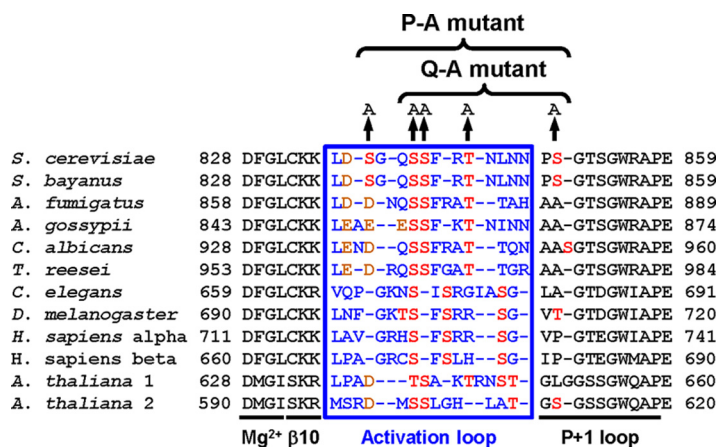 P-A mutant
Q-A mutant
A AA A A
S. cerevisiae 828 DFGLCKK LD-SG-QSSF-RT-NLNN PS-GTSGWRAPE 859
S. bayanus 828 DFGLCKK LD-SG-QSSF-RT-NLNN PS-GTSGWRAPE 859
A. fumigatus 858 DFGLCKK LD-D-NQSSFRAT--TAH AA-GTSGWRAPE 889
A. gossypii 843 DFGLCKK LEAE--ESSF-KT-NINN AA-GTSGWRAPE 874
C. albicans 928 DFGLCKK LEND--QSSFRAT--TQN AASGTSGWRAPE 960
T. reesei 953 DFGLCKK LE-D-RQSSFGAT--TGR AA-GTSGWRAPE 984
C. elegans 659 DFGLCKR VQP-GKNS-ISRGIASG- LA-GTDGWIAPE 691
D. melanogaster 690 DFGLCKK LNF-GKTS-FSRR--SG- VT-GTDGWIAPE 720
H. sapiens alpha 711 DFGLCKK LAV-GRHS-FSRR--SG- VP-GTEGWIAPE 741
H. sapiens beta 660 DFGLCKK LPA-GRCS-FSLH--SG- IP-GTEGWMAPE 690
A. thaliana 1 628 DMGISKR LPAD---TSA-KTRNST- GLGGSSGWQAPE 660
A. thaliana 2 590 DMGISKR MSRD--MSSLGH--LAT- GS-GSSGWQAPE 620
Mg2+ β10 Activation loop P+1 loop